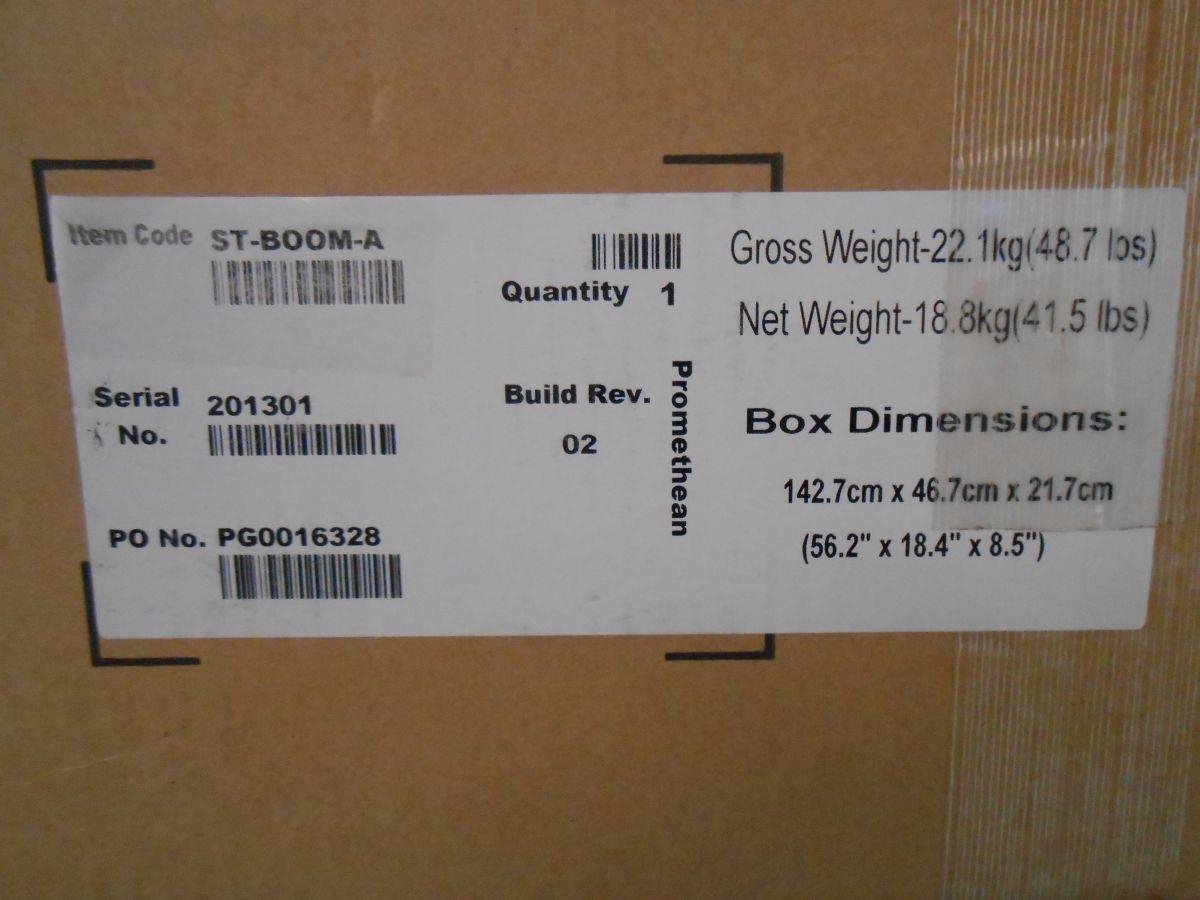 Item Code ST-BOOM-A
Quantity 1
Serial No. 201301
Build Rev. 02
PO No. PG0016328
Promethean
Gross Weight-22.1kg(48.7 lbs)
Net Weight-18.8kg(41.5 lbs)
Box Dimensions:
142.7cm x 46.7cm x 21.7cm
(56.2" x 18.4" x 8.5")